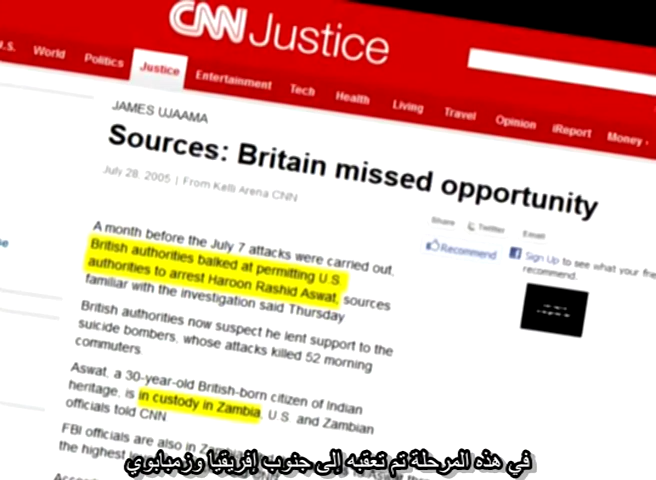 CNN Justice
U.S. World Politics Justice Entertainment Tech Health Living Travel Opinion iReport Money
JAMES UJAAMA
Sources: Britain missed opportunity
July 28, 2005 | From Kelli Arena CNN
Share Twitter Email
Recommend
Sign Up to see what your
recommend.
A month before the July 7 attacks were carried out,
British authorities balked at permitting U.S.
authorities to arrest Haroon Rashid Aswat, sources
familiar with the investigation said Thursday
British authorities now suspect he lent support to the
suicide bombers, whose attacks killed 52 morning
commuters
Aswat, a 30-year-old British-born citizen of Indian
heritage, is in custody in Zambia, U.S. and Zambian
officials told CNN
FBI officials are also in
the highest
في هذه المرحلة تم تعقبه إلى جنوب إفريقيا وزمبابوي